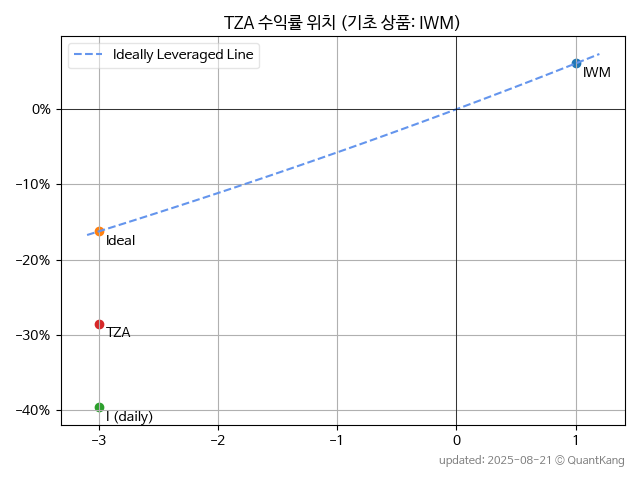 TZA 수익률 위치 (기초 상품: IWM)
Ideally Leveraged Line
IWM
0%
−10%
−20%
−30%
−40%
Ideal
TZA
I (daily)
−3
−2
−1
0
1
updated: 2025-08-21 © QuantKang